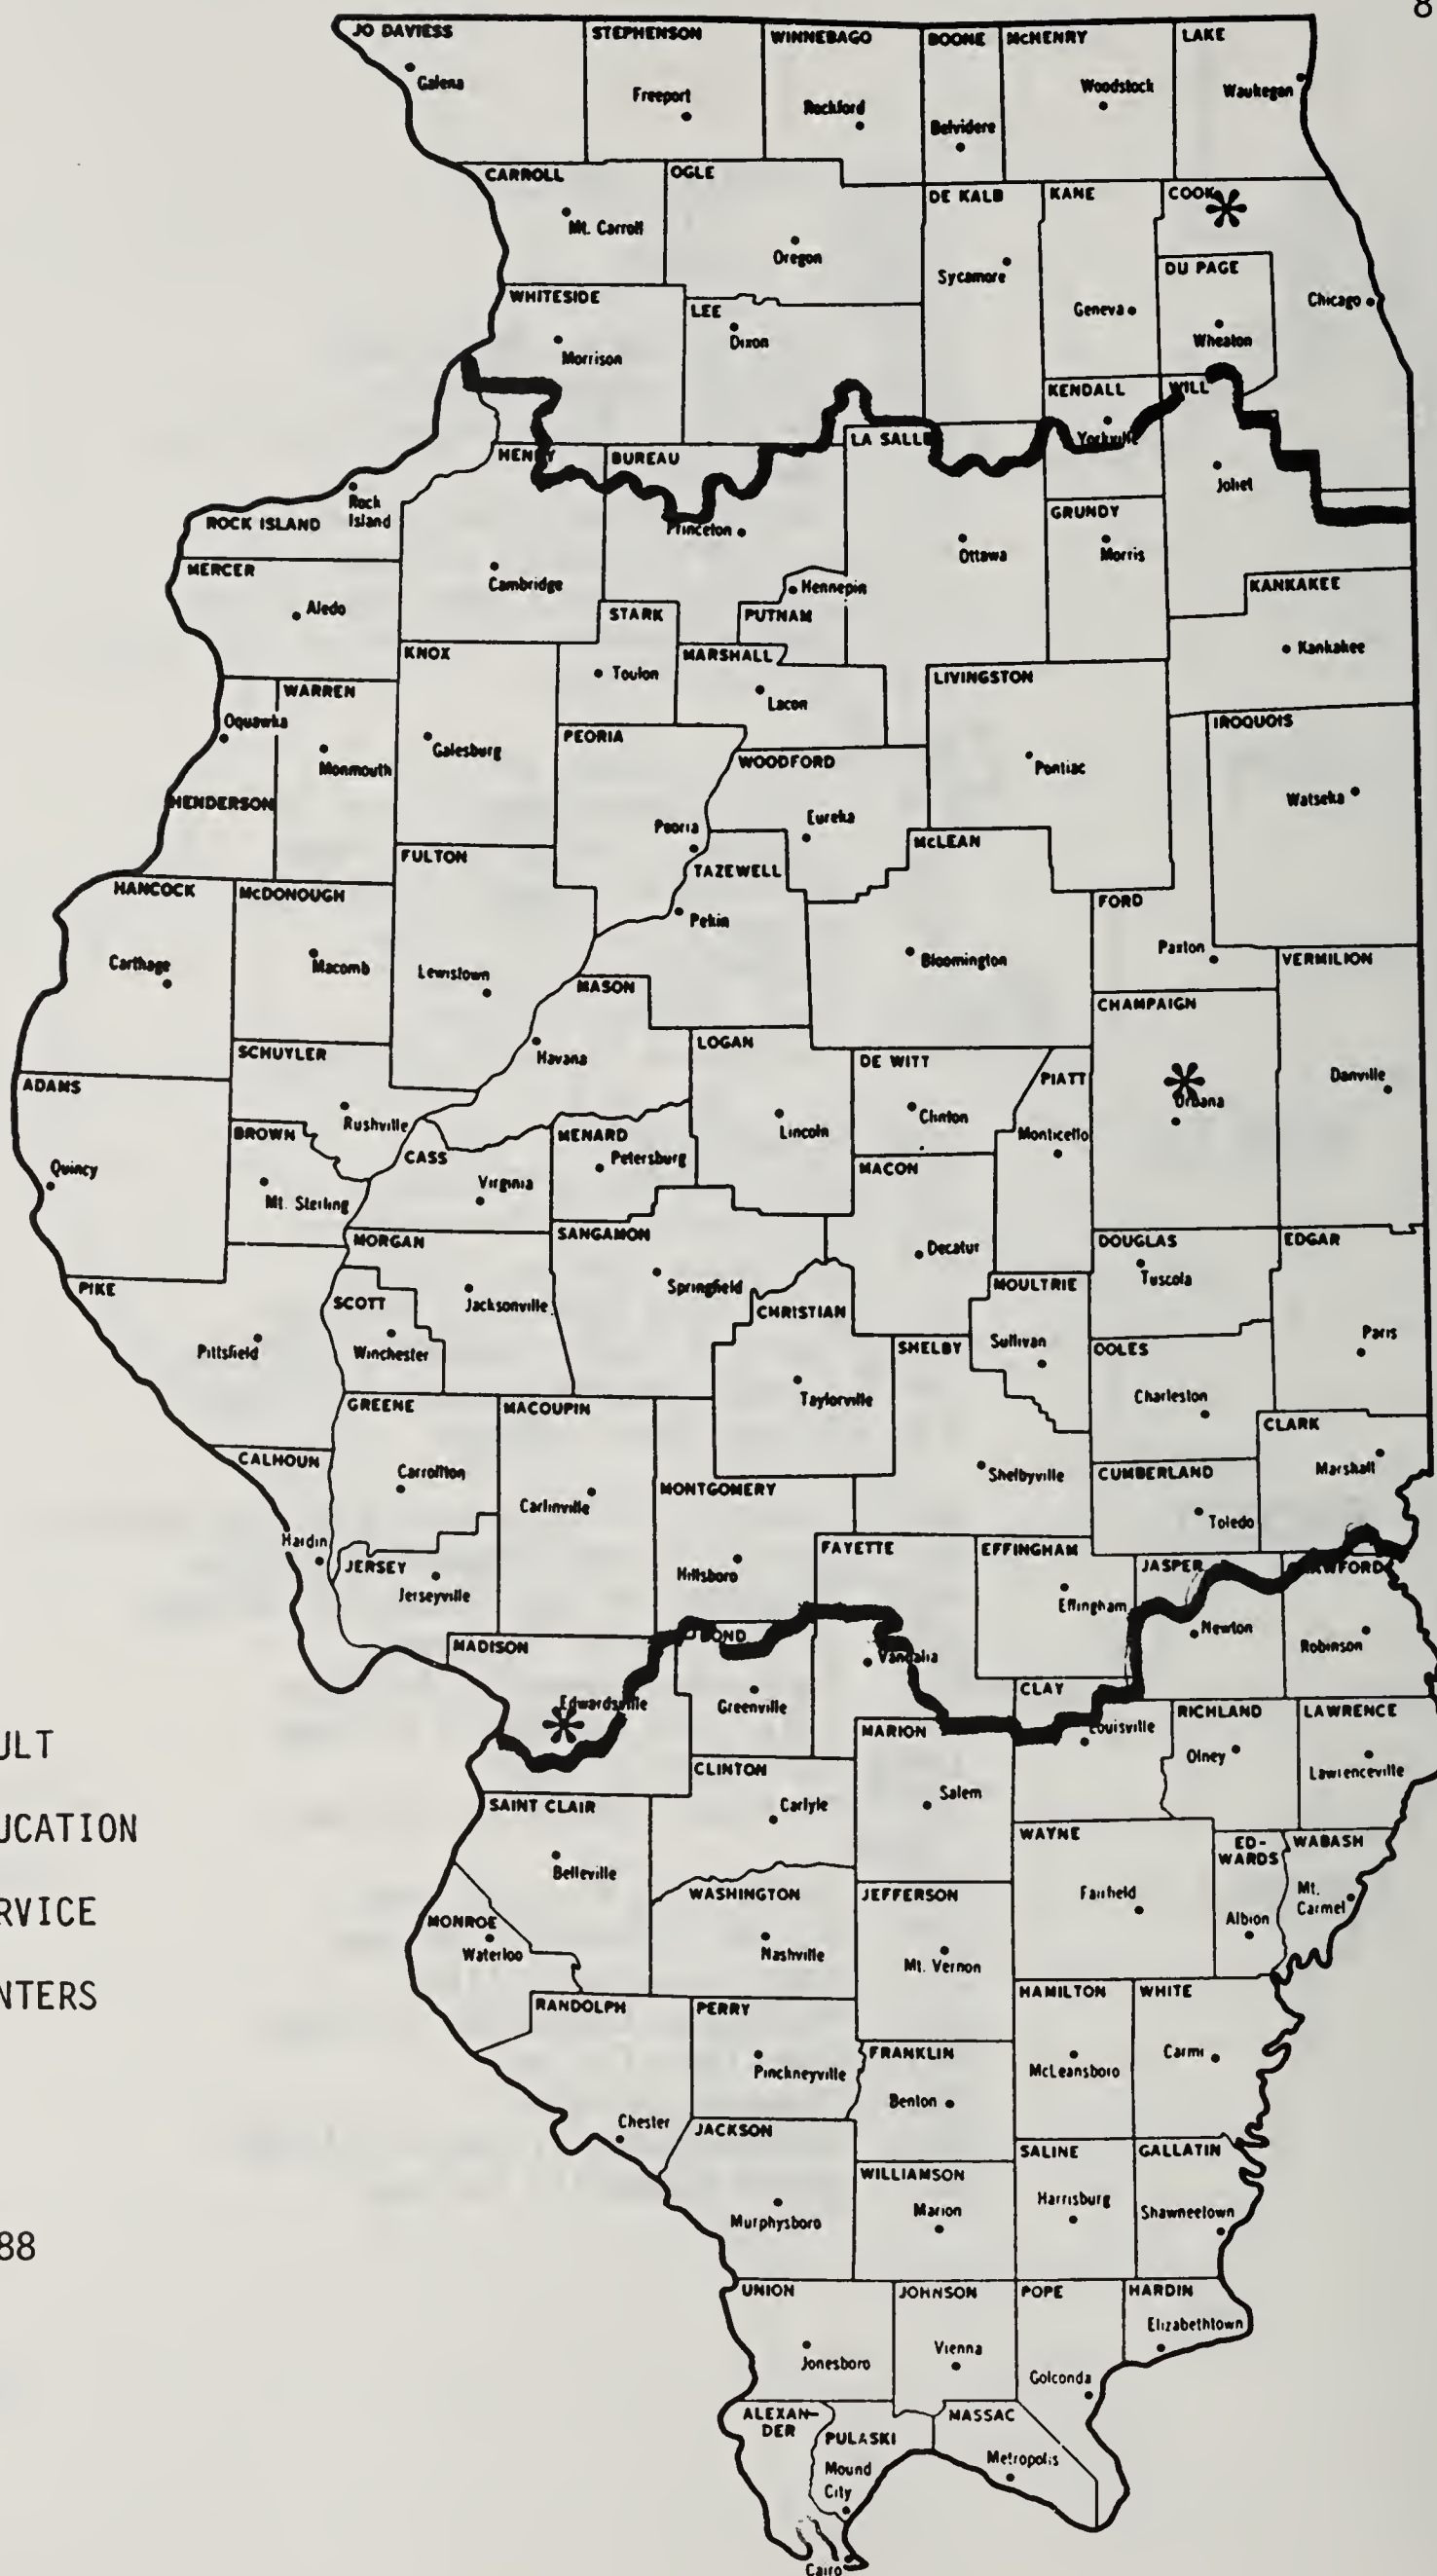 8
JO DAVIESS
STEPHENSON
WINNEBAGO
BOONE
McHENRY
LAKE
Galena
Freeport
Rockford
Belvidere
Woodstock
Waukegan
CARROLL
OGLE
DE KALB
KANE
COOK
Mt. Carroll
Oregon
Sycamore
Geneva
DU PAGE
Wheaton
Chicago
WHITESIDE
LEE
Morrison
Dixon
KENDALL
WILL
Yorkville
HENRY
BUREAU
LA SALLE
Joliet
Rock
Island
ROCK ISLAND
Princeton
GRUNDY
Ottawa
Morris
MERCER
Aledo
Cambridge
Hennepin
KANKAKEE
STARK
PUTNAM
KNOX
Toulon
MARSHALL
Lacon
LIVINGSTON
Kankakee
WARREN
Oquawka
Monmouth
Galesburg
PEORIA
WOODFORD
Pontiac
IROQUOIS
Watseka
HENDERSON
Peoria
Eureka
McLEAN
FULTON
TAZEWELL
HANCOCK
McDONOUGH
Pekin
FORD
Carthage
Macomb
Lewistown
Bloomington
Paxton
VERMILION
MASON
CHAMPAIGN
Havana
LOGAN
DE WITT
PIATT
SCHUYLER
ADAMS
Rushville
Lincoln
Clinton
Urbana
Danville
BROWN
CASS
MENARD
Petersburg
Monticello
Quincy
Mt. Sterling
Virginia
MACON
MORGAN
SANGAMON
Decatur
DOUGLAS
EDGAR
PIKE
SCOTT
Jacksonville
Springfield
CHRISTIAN
MOULTRIE
Tuscola
Pittsfield
Winchester
SHELBY
Sullivan
COLES
Paris
GREENE
MACOUPIN
Taylorville
Charleston
CLARK
CALHOUN
Carrollton
Carlinville
MONTGOMERY
Shelbyville
CUMBERLAND
Marshall
Toledo
Hardin
JERSEY
Jerseyville
Hillsboro
FAYETTE
EFFINGHAM
JASPER
CRAWFORD
Effingham
Newton
Robinson
MADISON
BOND
Vandalia
Edwardsville
Greenville
CLAY
MARION
Louisville
RICHLAND
LAWRENCE
Olney
Lawrenceville
ULT
CLINTON
Salem
SAINT CLAIR
Carlyle
UCATION
WAYNE
ED-
WARDS
WABASH
Belleville
WASHINGTON
JEFFERSON
Fairfield
Mt.
Carmel
RVICE
MONROE
Waterloo
Nashville
Mt. Vernon
Albion
NTERS
RANDOLPH
PERRY
HAMILTON
WHITE
FRANKLIN
Pinckneyville
McLeansboro
Carmi
Benton
Chester
JACKSON
SALINE
GALLATIN
WILLIAMSON
Murphysboro
Marion
Harrisburg
Shawneetown
88
UNION
JOHNSON
POPE
HARDIN
Elizabethtown
Jonesboro
Vienna
Golconda
ALEXAN-
DER
MASSAC
PULASKI
Metropolis
Mound
City
Cairo